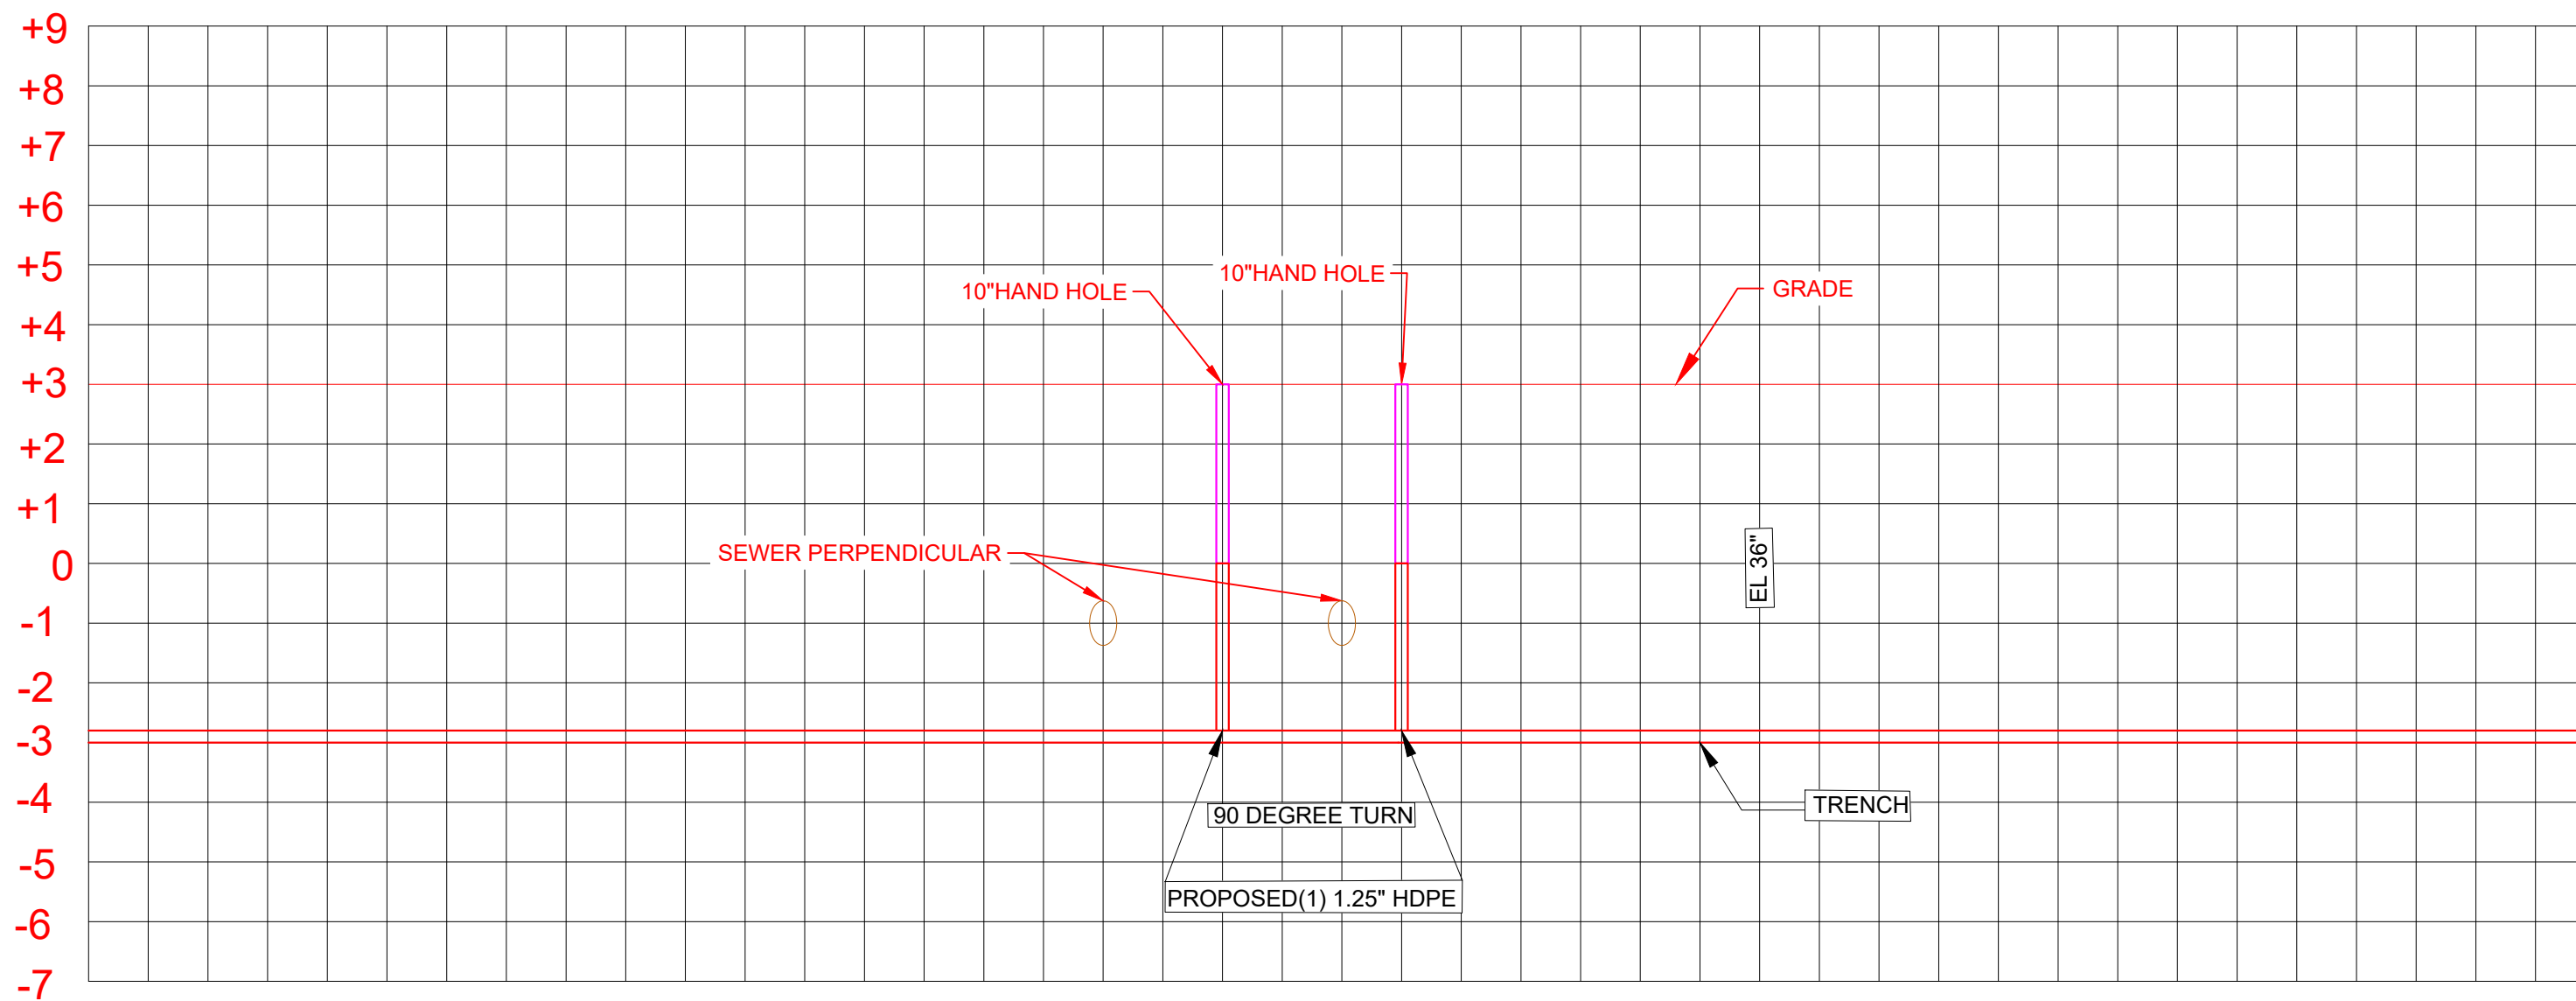 +9
+8
+7
+6
+5
10"HAND HOLE
10"HAND HOLE
GRADE
+4
+3
+2
+1
SEWER PERPENDICULAR
EL 36"
0
-1
-2
-3
-4
90 DEGREE TURN
TRENCH
-5
PROPOSED(1) 1.25" HDPE
-6
-7